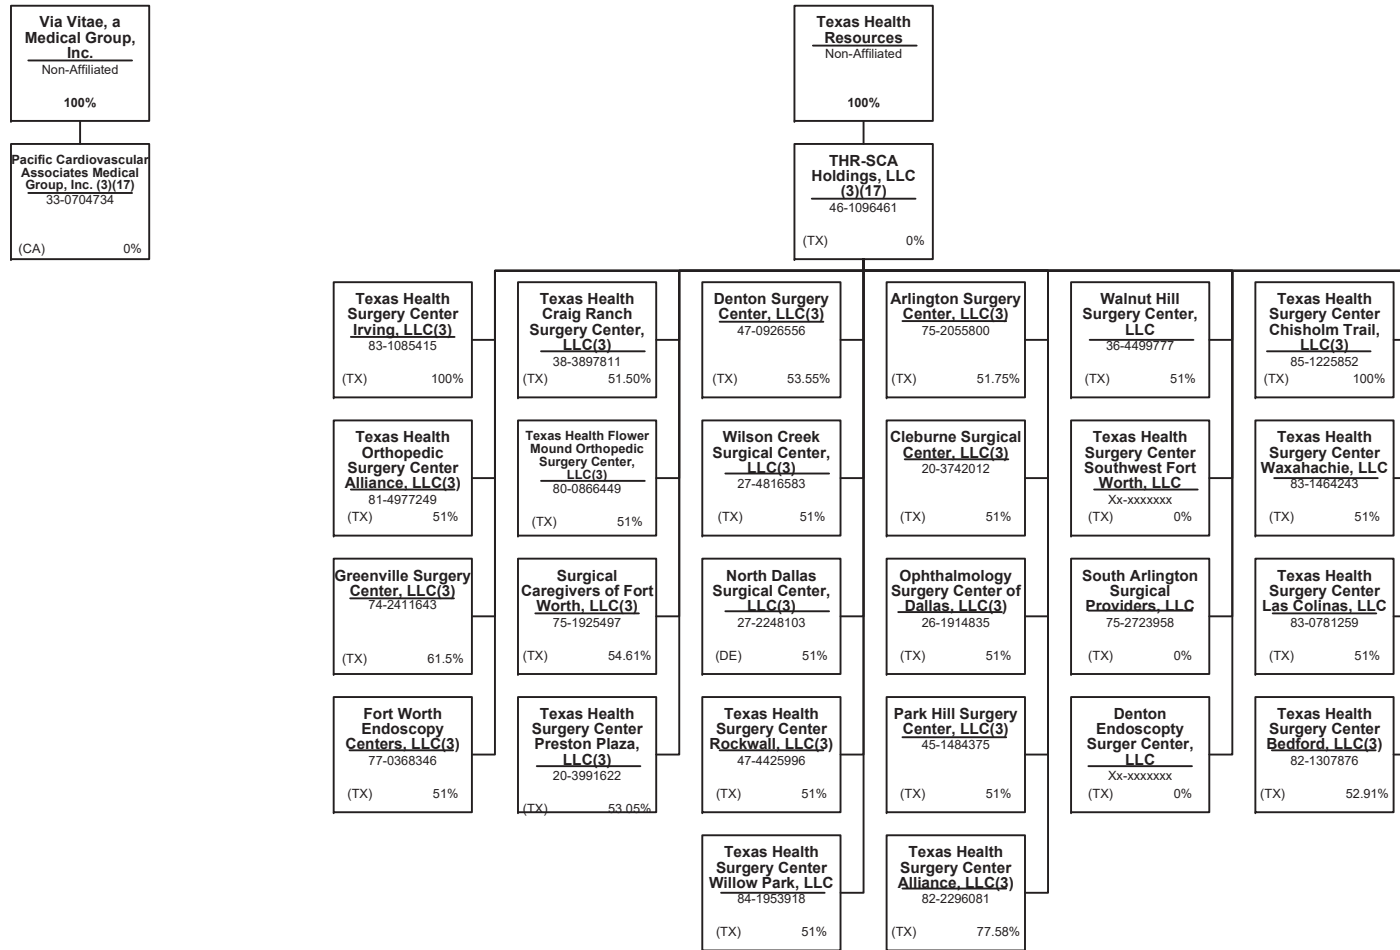 Via Vitae, a
Medical Group,
Inc.
Non-Affiliated
100%
Pacific Cardiovascular
Associates Medical
Group, Inc. (3)(17)
33-0704734
(CA) 0%
Texas Health
Resources
Non-Affiliated
100%
THR-SCA
Holdings, LLC
(3)(17)
46-1096461
(TX) 0%
Texas Health
Surgery Center
Irving, LLC(3)
83-1085415
(TX) 100%
Texas Health
Craig Ranch
Surgery Center,
LLC(3)
38-3897811
(TX) 51.50%
Denton Surgery
Center, LLC(3)
47-0926556
(TX) 53.55%
Arlington Surgery
Center, LLC(3)
75-2055800
(TX) 51.75%
Walnut Hill
Surgery Center,
LLC
36-4499777
(TX) 51%
Texas Health
Surgery Center
Chisholm Trail,
LLC(3)
85-1225852
(TX) 100%
Texas Health
Orthopedic
Surgery Center
Alliance, LLC(3)
81-4977249
(TX) 51%
Texas Health Flower
Mound Orthopedic
Surgery Center,
LLC(3)
80-0866449
(TX) 51%
Wilson Creek
Surgical Center,
LLC(3)
27-4816583
(TX) 51%
Cleburne Surgical
Center, LLC(3)
20-3742012
(TX) 51%
Texas Health
Surgery Center
Southwest Fort
Worth, LLC
Xx-xxxxxxx
(TX) 0%
Texas Health
Surgery Center
Waxahachie, LLC
83-1464243
(TX) 51%
Greenville Surgery
Center, LLC(3)
74-2411643
(TX) 61.5%
Surgical
Caregivers of Fort
Worth, LLC(3)
75-1925497
(TX) 54.61%
North Dallas
Surgical Center,
LLC(3)
27-2248103
(DE) 51%
Ophthalmology
Surgery Center of
Dallas, LLC(3)
26-1914835
(TX) 51%
South Arlington
Surgical
Providers, LLC
75-2723958
(TX) 0%
Texas Health
Surgery Center
Las Colinas, LLC
83-0781259
(TX) 51%
Fort Worth
Endoscopy
Centers, LLC(3)
77-0368346
(TX) 51%
Texas Health
Surgery Center
Preston Plaza,
LLC(3)
20-3991622
(TX) 53.05%
Texas Health
Surgery Center
Rockwall, LLC(3)
47-4425996
(TX) 51%
Park Hill Surgery
Center, LLC(3)
45-1484375
(TX) 51%
Denton
Endoscopty
Surger Center,
LLC
Xx-xxxxxxx
(TX) 0%
Texas Health
Surgery Center
Bedford, LLC(3)
82-1307876
(TX) 52.91%
Texas Health
Surgery Center
Willow Park, LLC
84-1953918
(TX) 51%
Texas Health
Surgery Center
Alliance, LLC(3)
82-2296081
(TX) 77.58%